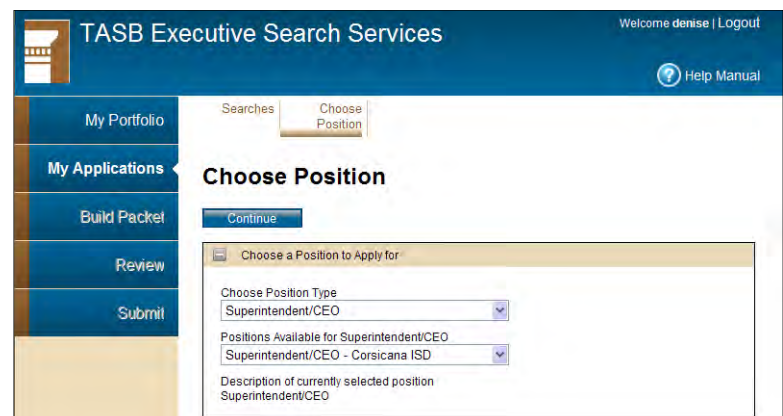 TASB Executive Search Services
Welcome denise | Logout
Help Manual
My Portfolio
My Applications
Build Packet
Review
Submit
Searches
Choose
Position
Choose Position
Continue
Choose a Position to Apply for
Choose Position Type
Superintendent/CEO
Positions Available for Superintendent/CEO
Superintendent/CEO - Corsicana ISD
Description of currently selected position
Superintendent/CEO